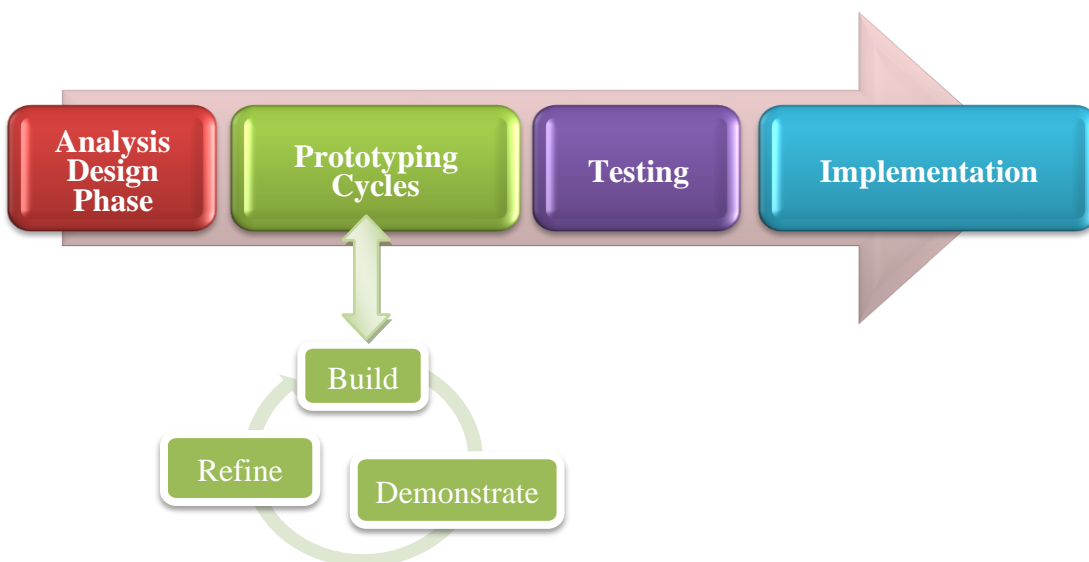 Analysis
Design
Phase
Prototyping
Cycles
Testing
Implementation
Build
Refine
Demonstrate